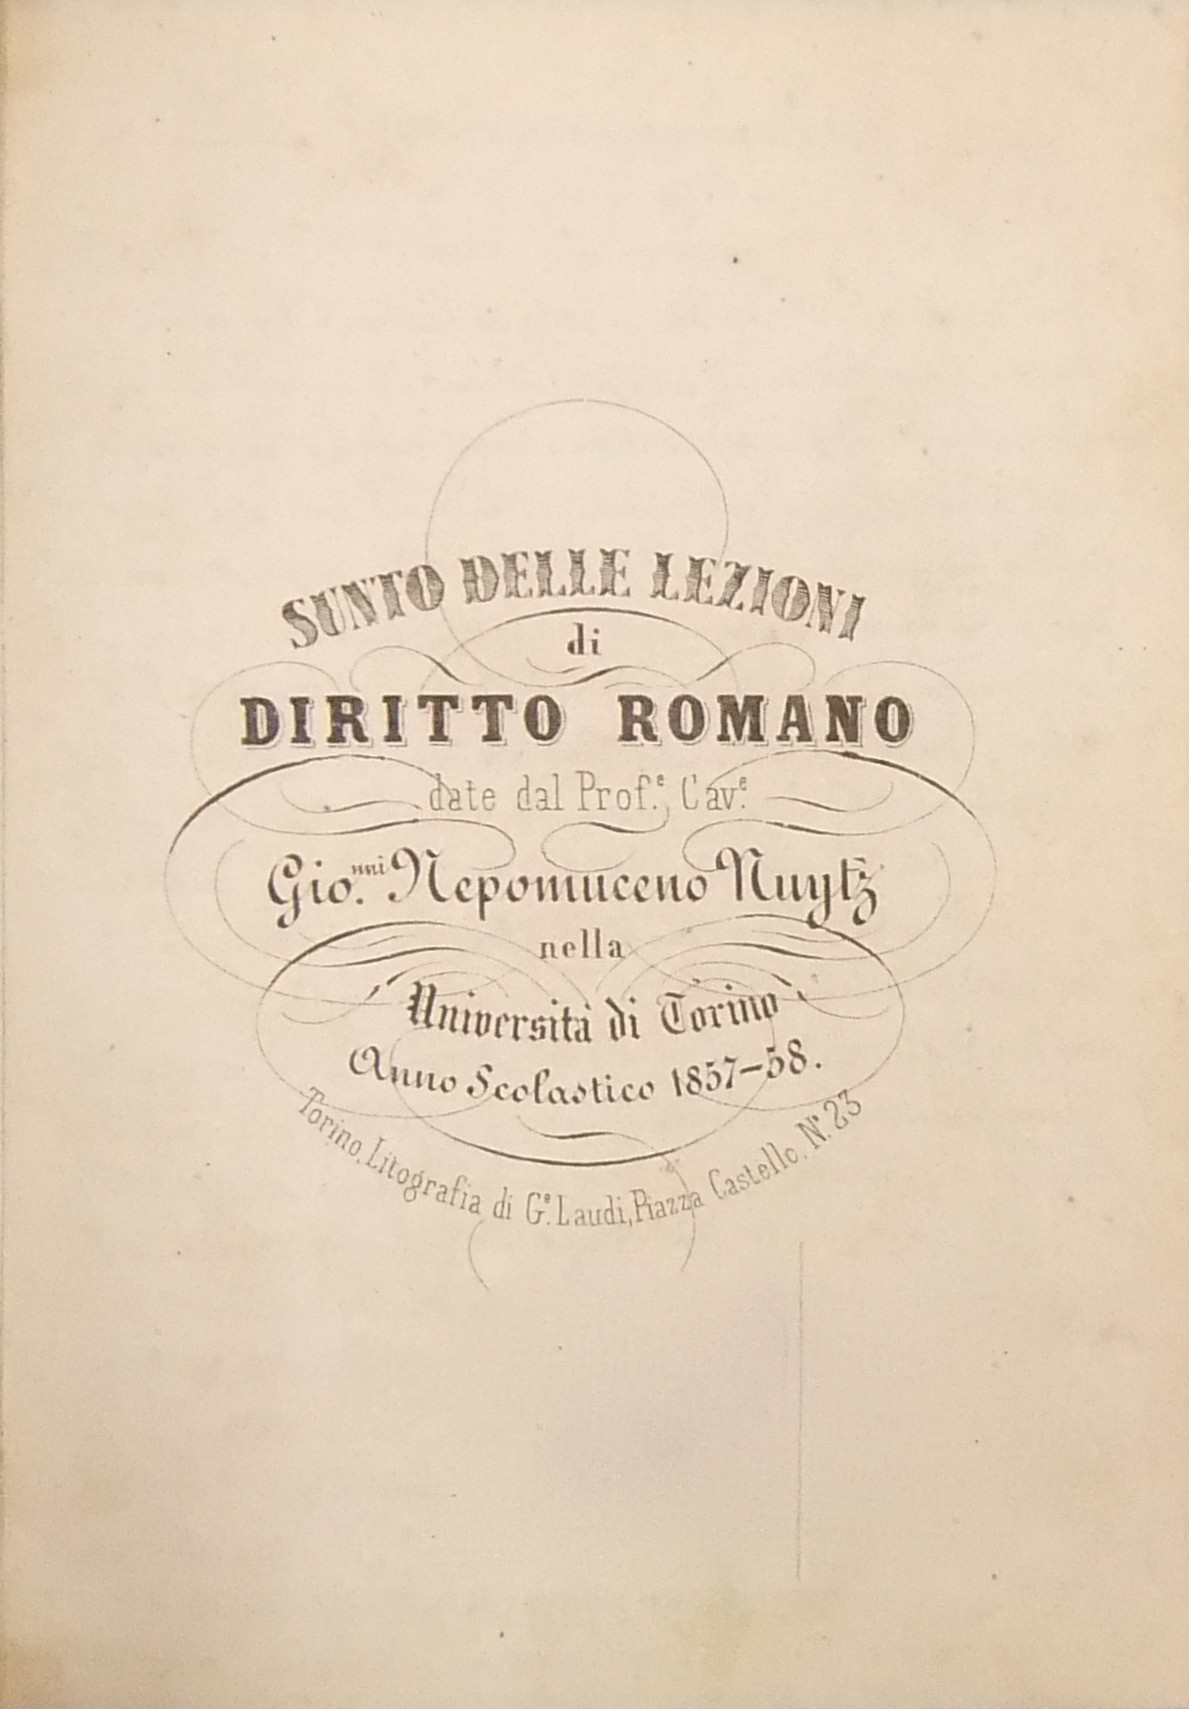 SUNTO DELLE LEZIONI
di
DIRITTO ROMANO
date dal Prof.e Cav.e
Gio.nni Nepomuceno Nuytz
nella
Università di Torino
Anno Scolastico 1857-58.
Torino, Litografia di G.e Laudi, Piazza Castello, N.° 23